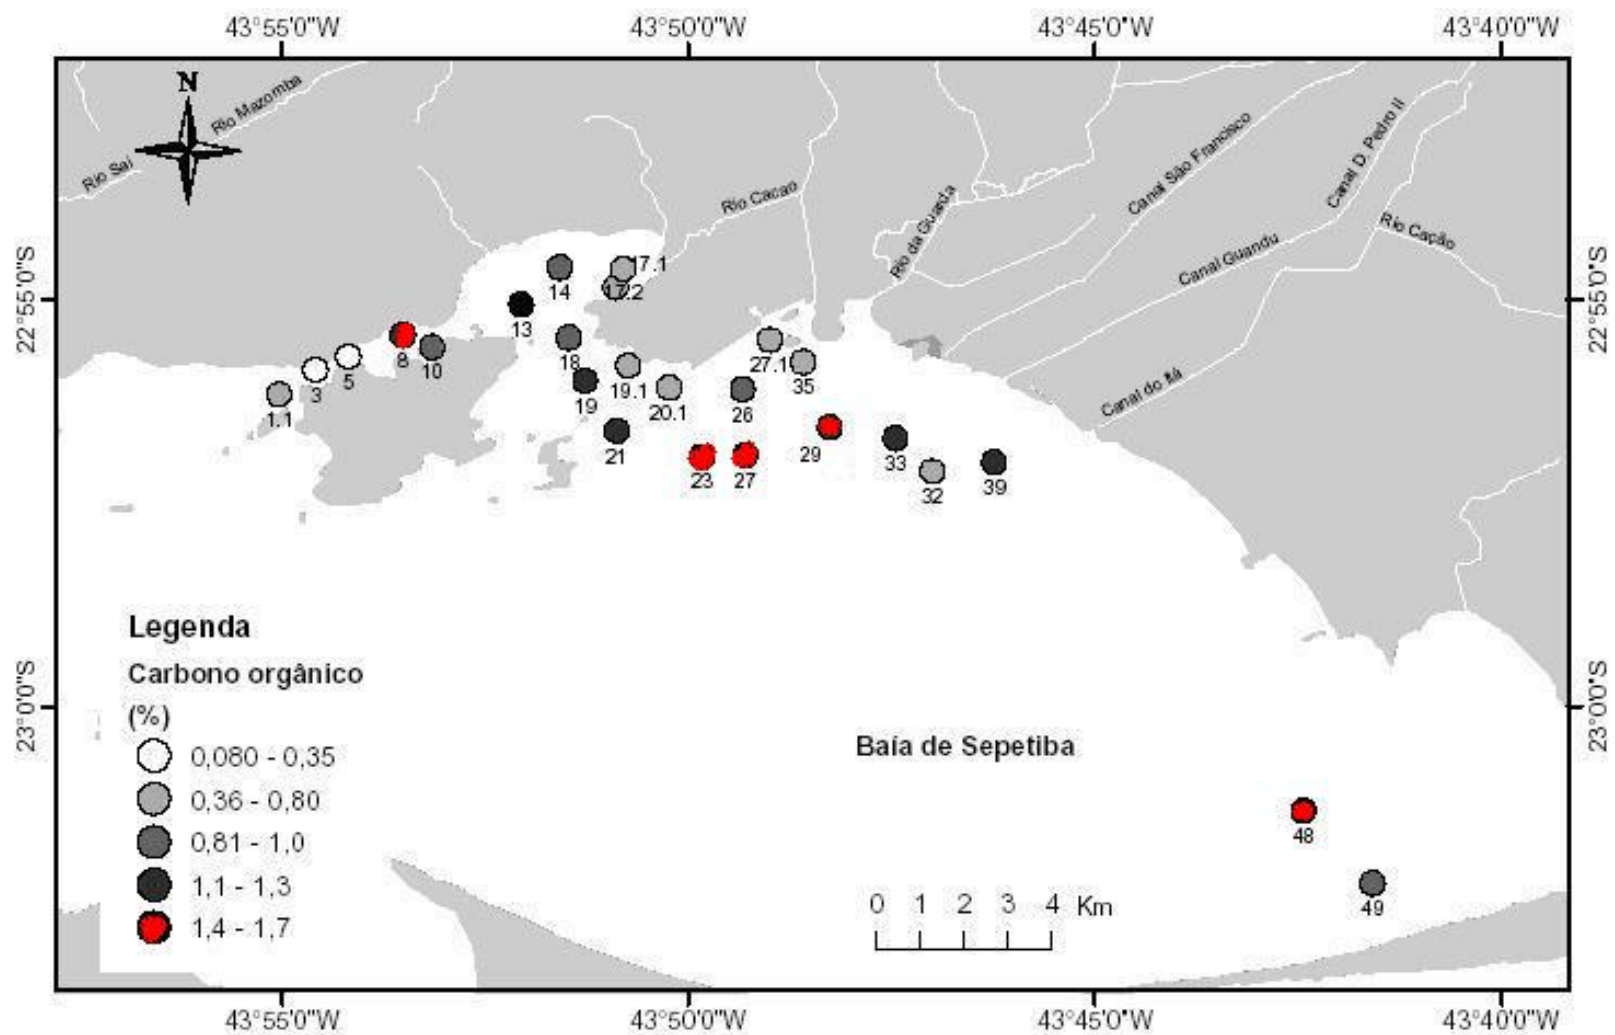 43°55'0"W 43°50'0"W 43°45'0"W 43°40'0"W
N
Rio Mazomba
Rio Saí
Rio Cacao
Rio da Guarda
Canal São Francisco
Canal D. Pedro II
Rio Cação
Canal Guandu
Canal do Itá
22°55'0"S 22°55'0"S
17.1
17.2
14
13
18
8
10
5
3
1.1
19
19.1
20.1
27.1
35
26
21
23
27
29
33
32
39
Legenda
Carbono orgânico
(%)
0,080 - 0,35
0,36 - 0,80
0,81 - 1,0
1,1 - 1,3
1,4 - 1,7
23°0'0"S 23°0'0"S
Baía de Sepetiba
48
49
0 1 2 3 4 Km
43°55'0"W 43°50'0"W 43°45'0"W 43°40'0"W